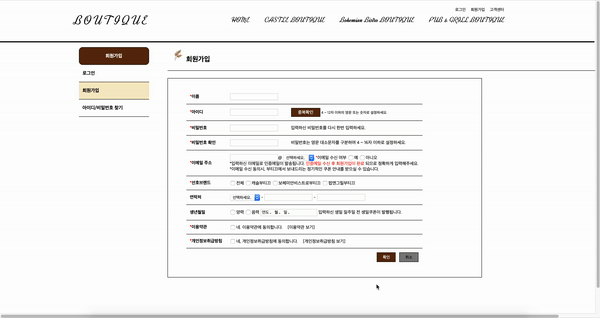 로그인 회원가입 고객센터
BOUTIQUE HOME CASTLE BOUTIQUE Bohemian Bistro BOUTIQUE PUB & GRILL BOUTIQUE
회원가입
로그인
회원가입
아이디/비밀번호 찾기
회원가입
*이름
*아이디 중복확인 4 ~ 12자 이하의 영문 또는 숫자로 설정하세요.
*비밀번호 입력하신 비밀번호를 다시 한번 입력하세요.
*비밀번호 확인 비밀번호는 영문 대소문자를 구분하여 4 ~ 16자 이하로 설정하세요.
*이메일 주소 @ 선택하세요. *이메일 수신 여부 예 아니오
*입력하신 이메일로 인증메일이 발송됩니다. 인증메일 수신 후 회원가입이 완료 되므로 정확하게 입력해주세요.
*이메일 수신 동의시, 부티크에서 보내드리는 정기적인 쿠폰 안내를 받으실 수 있습니다.
*선호브랜드 전체 캐슬부티크 보헤미안비스트로부티크 펍앤그릴부티크
연락처 선택하세요. - -
생년월일 양력 음력 연도. 월. 일. 입력하신 생일 일주일 전 생일쿠폰이 발행됩니다.
*이용약관 네, 이용약관에 동의합니다. [이용약관 보기]
*개인정보취급방침 네, 개인정보취급방침에 동의합니다. [개인정보취급방침 보기]
확인 취소